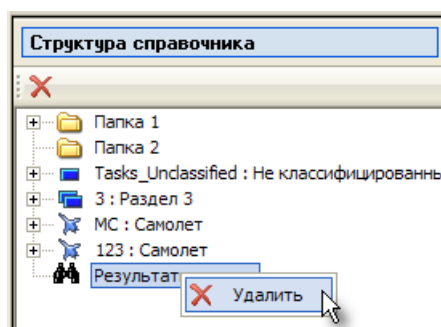 Структура справочника
Папка 1
Папка 2
Tasks_Unclassified : Не классифицированны
3 : Раздел 3
МС : Самолет
123 : Самолет
Результат
Удалить